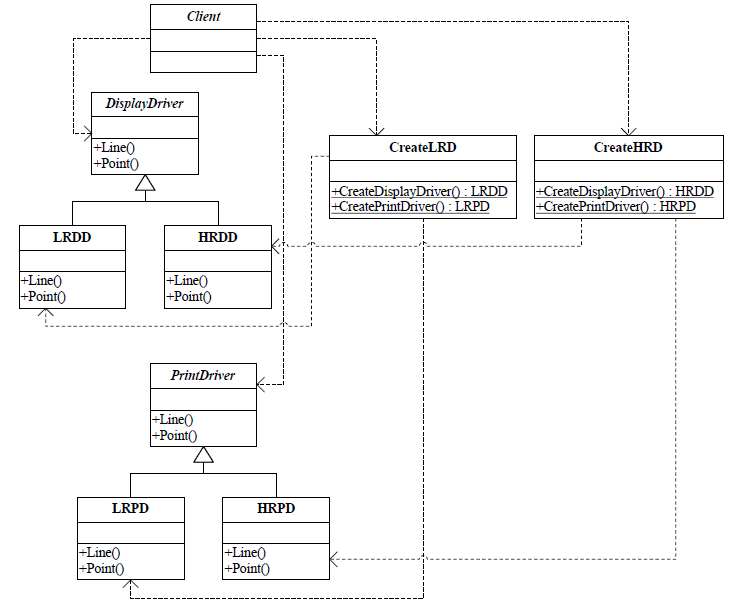 Client
DisplayDriver
+Line()
+Point()
CreateLRD
+CreateDisplayDriver() : LRDD
+CreatePrintDriver() : LRPD
CreateHRD
+CreateDisplayDriver() : HRDD
+CreatePrintDriver() : HRPD
LRDD
+Line()
+Point()
HRDD
+Line()
+Point()
PrintDriver
+Line()
+Point()
LRPD
+Line()
+Point()
HRPD
+Line()
+Point()